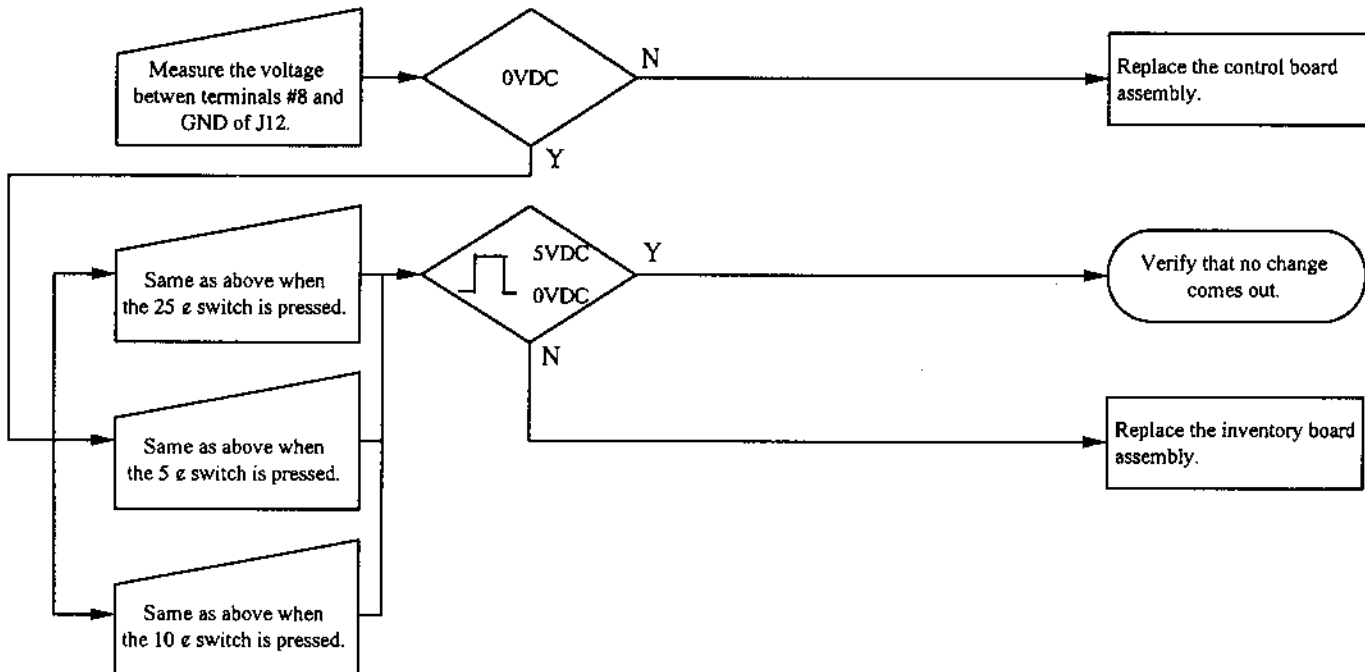 Measure the voltage
betwen terminals #8 and
GND of J12.
0VDC
N
Replace the control board
assembly.
Y
Same as above when
the 25 ¢ switch is pressed.
5VDC
0VDC
Y
Verify that no change
comes out.
N
Same as above when
the 5 ¢ switch is pressed.
Replace the inventory board
assembly.
Same as above when
the 10 ¢ switch is pressed.